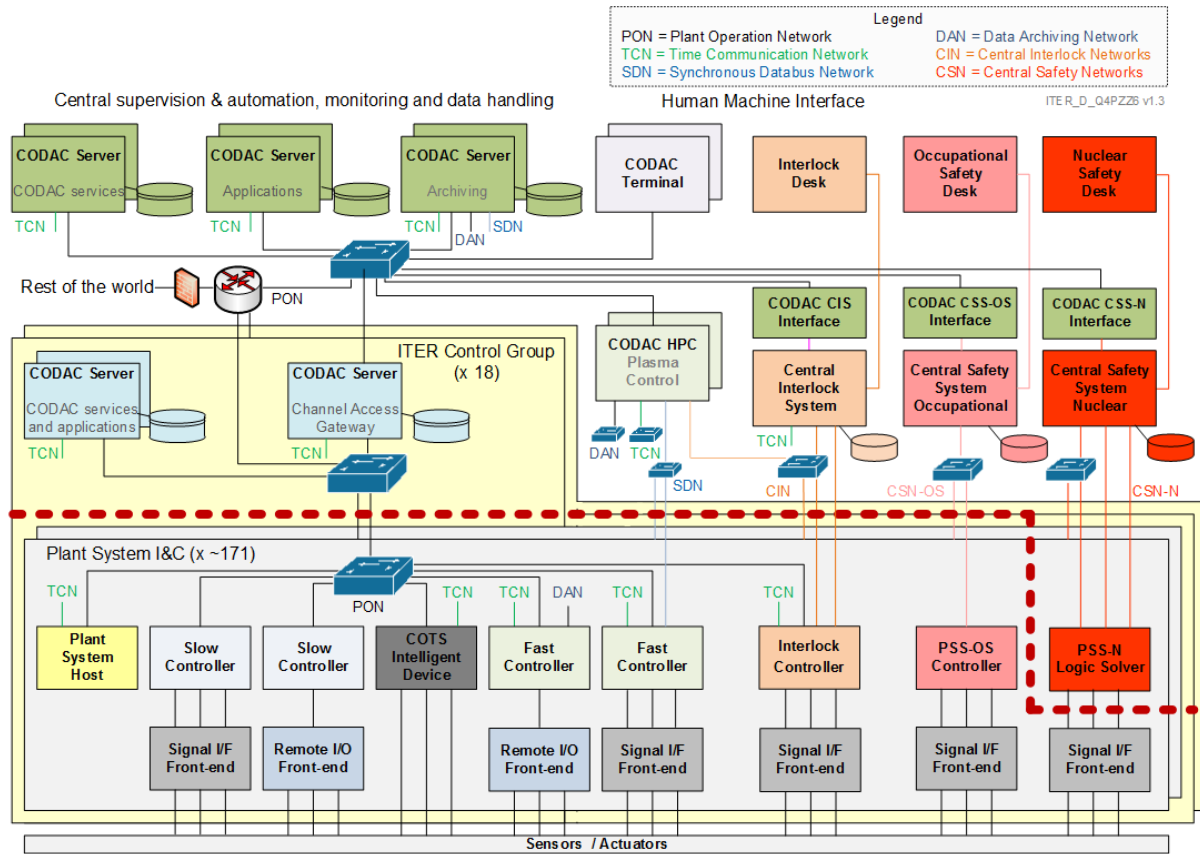 Legend
PON = Plant Operation Network
DAN = Data Archiving Network
TCN = Time Communication Network
CIN = Central Interlock Networks
SDN = Synchronous Databus Network
CSN = Central Safety Networks
Central supervision & automation, monitoring and data handling
Human Machine Interface
ITER_D_Q4PZZ6 v1.3
CODAC Server
CODAC services
TCN
CODAC Server
Applications
TCN
CODAC Server
Archiving
TCN
DAN
SDN
CODAC
Terminal
Interlock
Desk
Occupational
Safety
Desk
Nuclear
Safety
Desk
Rest of the world
PON
CODAC CIS
Interface
CODAC CSS-OS
Interface
CODAC CSS-N
Interface
ITER Control Group
(x 18)
CODAC Server
CODAC services
and applications
TCN
CODAC Server
Channel Access
Gateway
TCN
CODAC HPC
Plasma
Control
DAN
TCN
SDN
Central
Interlock
System
TCN
CIN
Central Safety
System
Occupational
CSN-OS
Central Safety
System
Nuclear
CSN-N
Plant System I&C (x ~171)
PON
TCN
Plant
System
Host
Slow
Controller
Slow
Controller
TCN
COTS
Intelligent
Device
TCN
DAN
Fast
Controller
TCN
Fast
Controller
TCN
Interlock
Controller
PSS-OS
Controller
PSS-N
Logic Solver
Signal I/F
Front-end
Remote I/O
Front-end
Remote I/O
Front-end
Signal I/F
Front-end
Signal I/F
Front-end
Signal I/F
Front-end
Signal I/F
Front-end
Sensors / Actuators